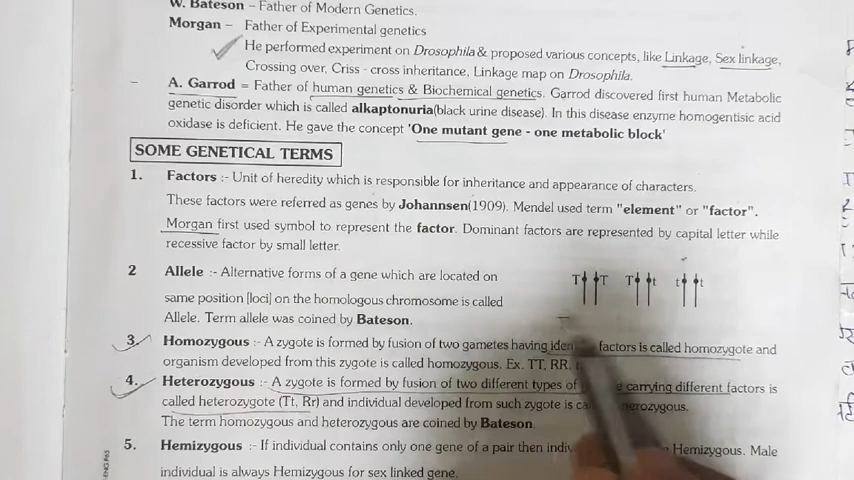 W. Bateson – Father of Modern Genetics.
Morgan – Father of Experimental genetics
He performed experiment on Drosophila & proposed various concepts, like Linkage, Sex linkage,
Crossing over, Criss - cross inheritance, Linkage map on Drosophila.
– A. Garrod = Father of human genetics & Biochemical genetics. Garrod discovered first human Metabolic
genetic disorder which is called alkaptonuria(black urine disease). In this disease enzyme homogentisic acid
oxidase is deficient. He gave the concept 'One mutant gene - one metabolic block'
SOME GENETICAL TERMS
1. Factors :- Unit of heredity which is responsible for inheritance and appearance of characters.
These factors were referred as genes by Johannsen(1909). Mendel used term "element" or "factor".
Morgan first used symbol to represent the factor. Dominant factors are represented by capital letter while
recessive factor by small letter.
2 Allele :- Alternative forms of a gene which are located on
same position [loci] on the homologous chromosome is called
Allele. Term allele was coined by Bateson.
T T T t t t
3. Homozygous :- A zygote is formed by fusion of two gametes having factors is called homozygote and
organism developed from this zygote is called homozygous. Ex. TT, RR,
4. Heterozygous :- A zygote is formed by fusion of two different types of carrying different factors is
called heterozygote (Tt, Rr) and individual developed from such zygote is
The term homozygous and heterozygous are coined by Bateson.
5. Hemizygous :- If individual contains only one gene of a pair then Hemizygous. Male
individual is always Hemizygous for sex linked gene.